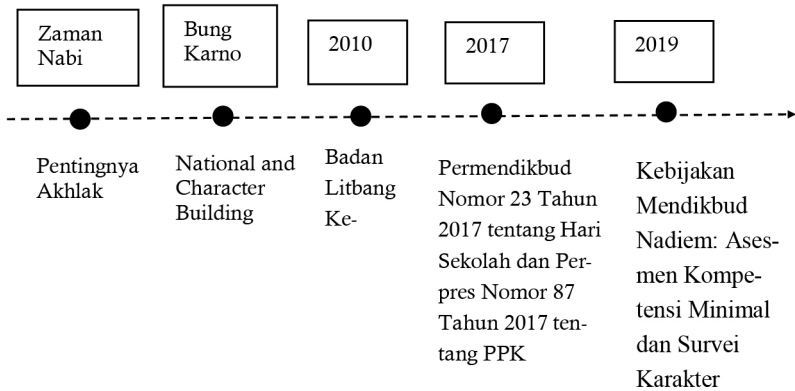 Zaman
Nabi
Bung
Karno
2010
2017
2019
Pentingnya
Akhlak
National and
Character
Building
Badan
Litbang
Ke-
Permendikbud
Nomor 23 Tahun
2017 tentang Hari
Sekolah dan Per-
pres Nomor 87
Tahun 2017 ten-
tang PPK
Kebijakan
Mendikbud
Nadiem: Ases-
men Kompe-
tensi Minimal
dan Survei
Karakter